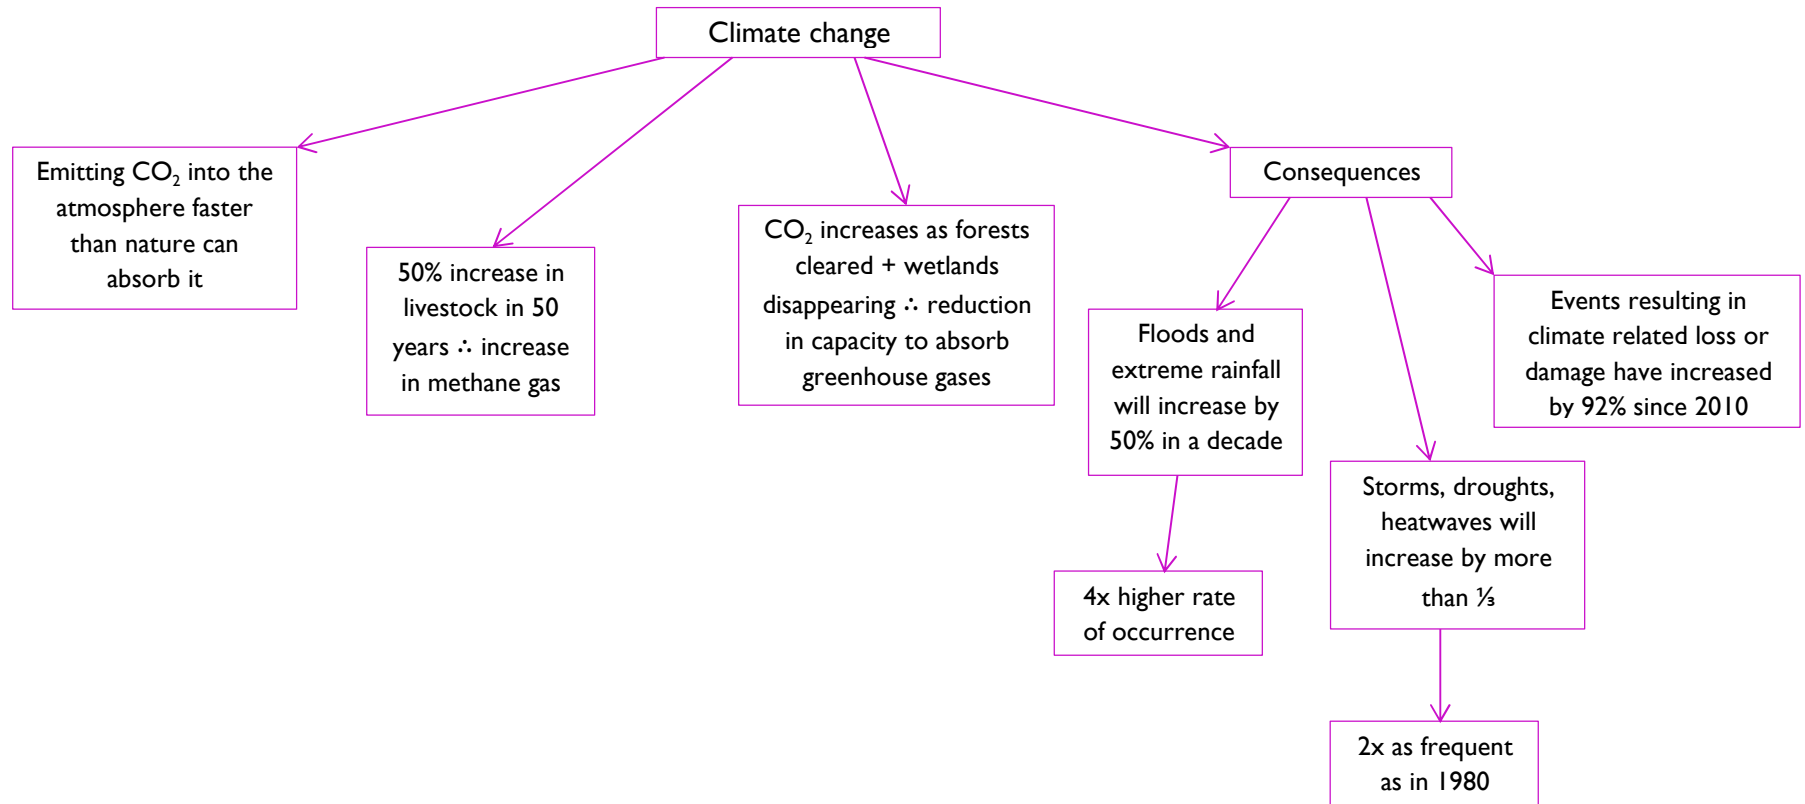 Climate change
Emitting CO₂ into the
atmosphere faster
than nature can
absorb it
50% increase in
livestock in 50
years ∴ increase
in methane gas
CO₂ increases as forests
cleared + wetlands
disappearing ∴ reduction
in capacity to absorb
greenhouse gases
Consequences
Floods and
extreme rainfall
will increase by
50% in a decade
4x higher rate
of occurrence
Storms, droughts,
heatwaves will
increase by more
than ⅓
2x as frequent
as in 1980
Events resulting in
climate related loss or
damage have increased
by 92% since 2010